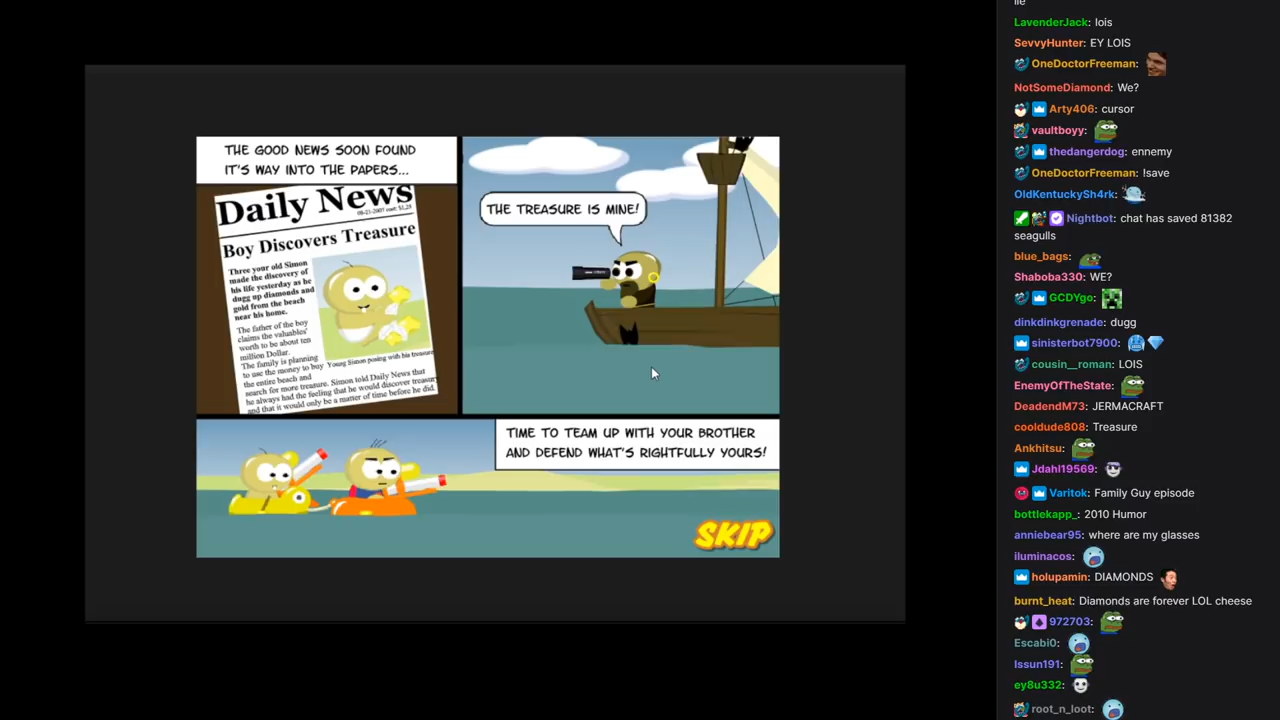 THE GOOD NEWS SOON FOUND
IT'S WAY INTO THE PAPERS...
Daily News
08-21-2007 cost: $1,25
Boy Discovers Treasure
Three year old Simon
made the discovery of
his life yesterday as he
dugg up diamonds and
gold from the beach
near his home.
The father of the boy
claims the valuables'
worth to be about ten
million Dollar.
The family is planning
to use the money to buy
the entire beach and
search for more treasure.
Young Simon posing with his treasure
Simon told Daily News that
he always had the feeling that he would discover treasure
and that it would only be a matter of time before he did.
THE TREASURE IS MINE!
TIME TO TEAM UP WITH YOUR BROTHER
AND DEFEND WHAT'S RIGHTFULLY YOURS!
SKIP
LavenderJack: lois
SevvyHunter: EY LOIS
OneDoctorFreeman:
NotSomeDiamond: We?
Arty406: cursor
vaultboyy:
thedangerdog: ennemy
OneDoctorFreeman: !save
OldKentuckySh4rk:
Nightbot: chat has saved 81382
seagulls
blue_bags:
Shaboba330: WE?
GCDYgo:
dinkdinkgrenade: dugg
sinisterbot7900:
cousin__roman: LOIS
EnemyOfTheState:
DeadendM73: JERMACRAFT
cooldude808: Treasure
Ankhitsu:
Jdahl19569:
Varitok: Family Guy episode
bottlekapp_: 2010 Humor
anniebear95: where are my glasses
iluminacos:
holupamin: DIAMONDS
burnt_heat: Diamonds are forever LOL cheese
972703:
Escabi0:
Issun191:
ey8u332:
root_n_loot: